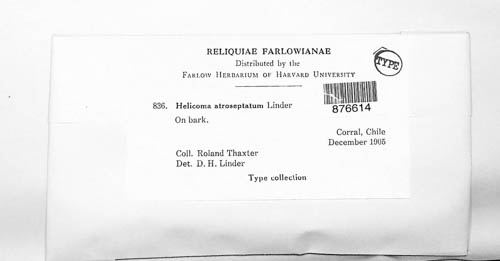 RELIQUIAE FARLOWIANAE
Distributed by the
FARLOW HERBARIUM OF HARVARD UNIVERSITY
TYPE
876614
836. Helicoma atroseptatum Linder
On bark.
Corral, Chile
December 1905
Coll. Roland Thaxter
Det. D. H. Linder
Type collection